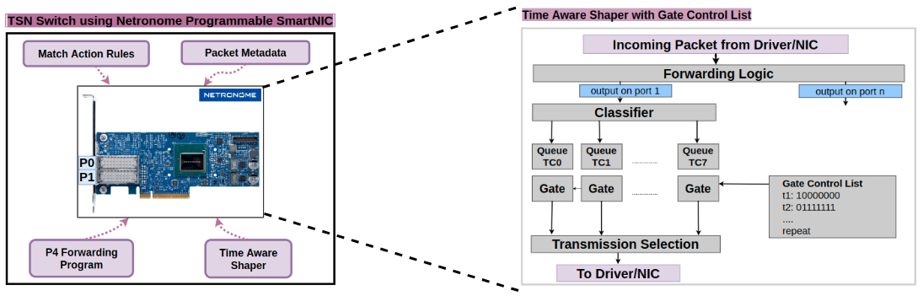 TSN Switch using Netronome Programmable SmartNIC
Match Action Rules
Packet Metadata
NETRONOME
P0
P1
P4 Forwarding
Program
Time Aware
Shaper
Time Aware Shaper with Gate Control List
Incoming Packet from Driver/NIC
Forwarding Logic
output on port 1
output on port n
Classifier
Queue
TC0
Queue
TC1
............
Queue
TC7
Gate
Gate
............
Gate
Gate Control List
t1: 10000000
t2: 01111111
....
repeat
Transmission Selection
To Driver/NIC